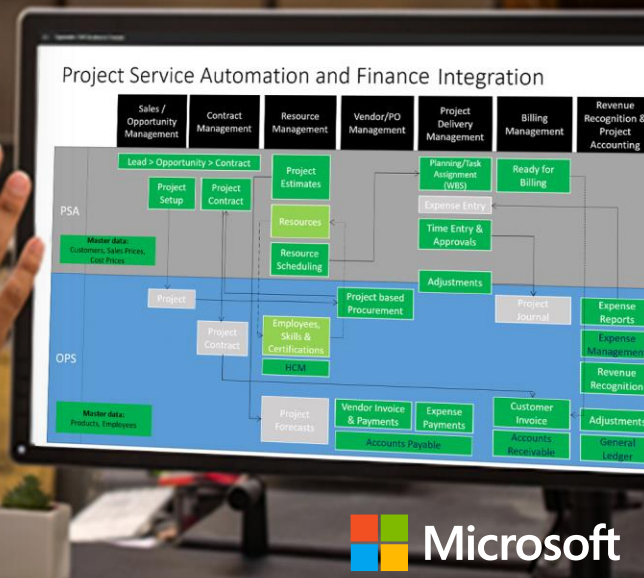 Project Service Automation and Finance Integration
Sales /
Opportunity
Management
Contract
Management
Resource
Management
Vendor/PO
Management
Project
Delivery
Management
Billing
Management
Revenue
Recognition &
Project
Accounting
PSA
Lead > Opportunity > Contract
Project
Setup
Project
Contract
Project
Estimates
Resources
Resource
Scheduling
Planning/Task
Assignment
(WBS)
Expense Entry
Time Entry &
Approvals
Adjustments
Ready for
Billing
Master data:
Customers, Sales Prices,
Cost Prices
OPS
Project
Project
Contract
Project based
Procurement
Employees,
Skills &
Certifications
HCM
Project
Journal
Expense
Reports
Expense
Management
Revenue
Recognition
Master data:
Products, Employees
Project
Forecasts
Vendor Invoice
& Payments
Expense
Payments
Accounts Payable
Customer
Invoice
Accounts
Receivable
Adjustments
General
Ledger
Microsoft